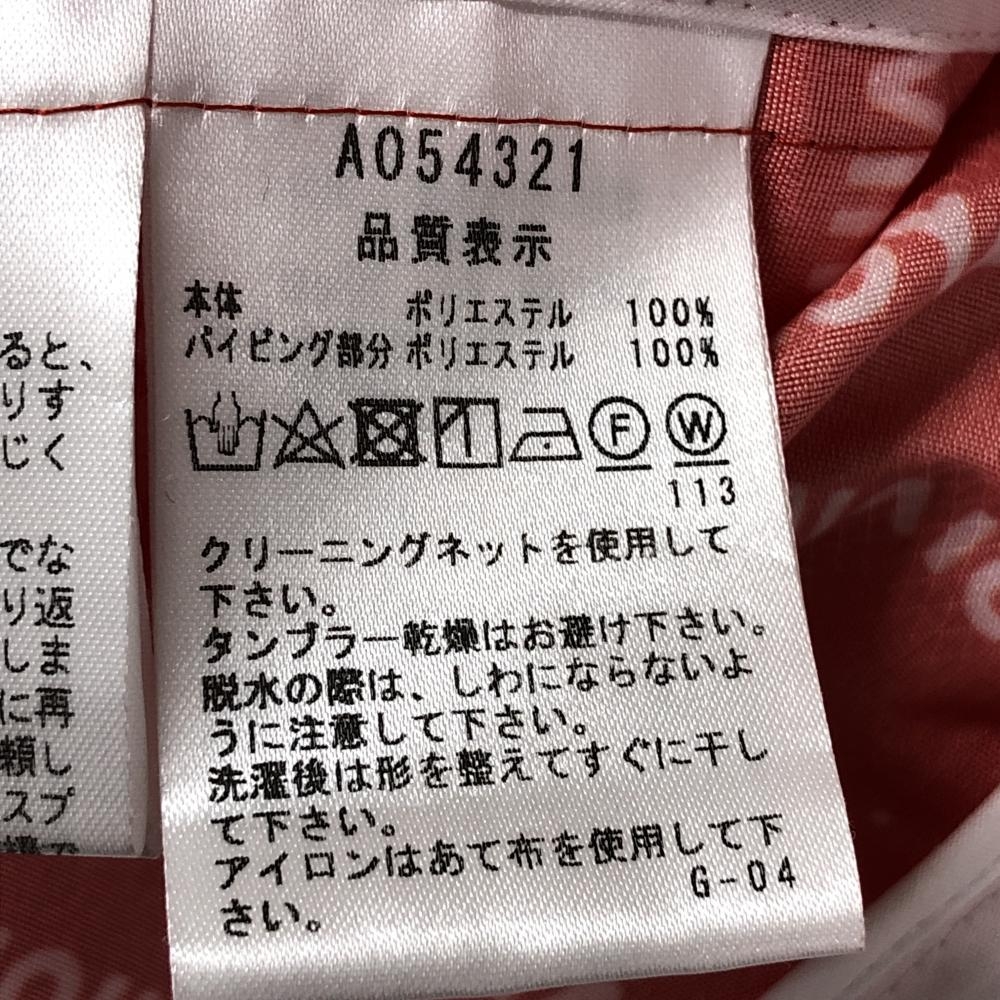 A054321
品質表示
本体 ポリエステル 100%
パイピング部分 ポリエステル 100%
F W
113
クリーニングネットを使用して
下さい。
タンブラー乾燥はお避け下さい。
脱水の際は、しわにならないよ
うに注意して下さい。
洗濯後は形を整えてすぐに干し
て下さい。
アイロンはあて布を使用して下
さい。
G-04
ると、
りす
じく
でな
り返
しま
に再
頼し
スプ